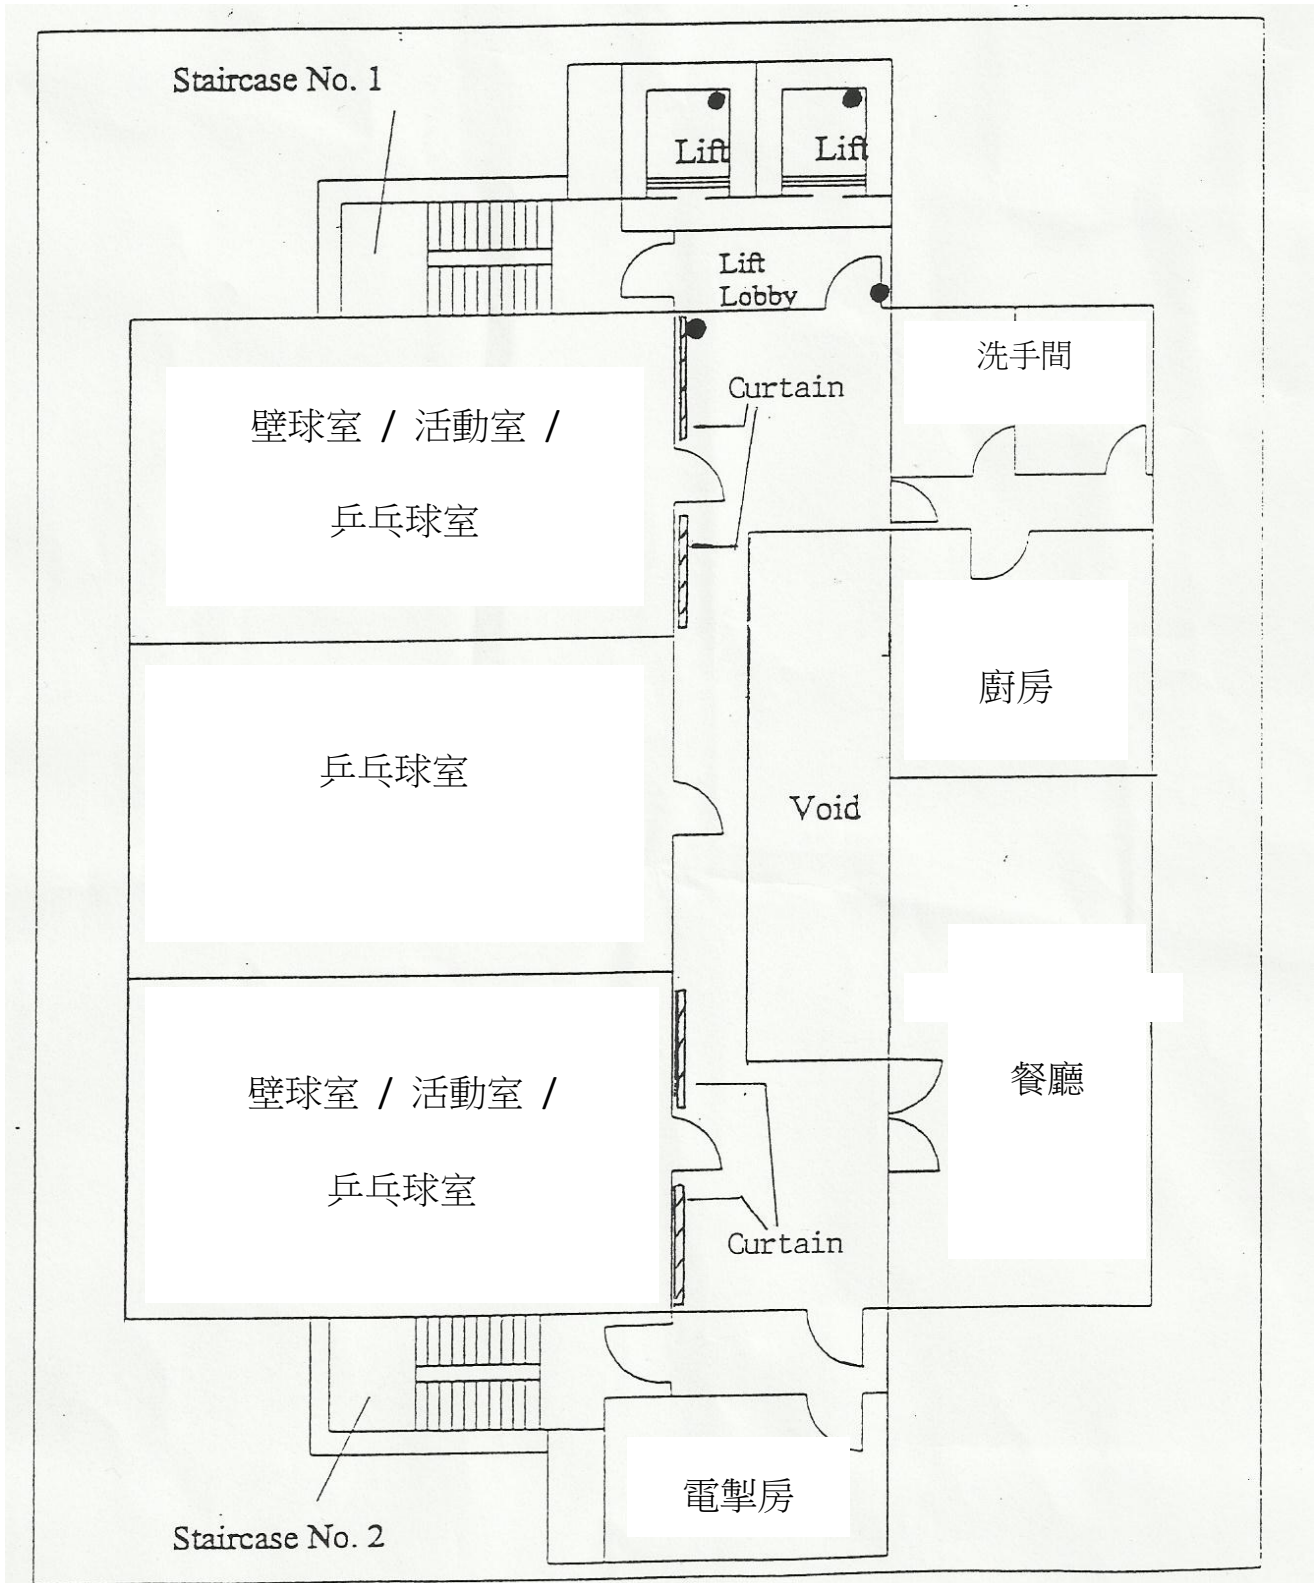 Staircase No. 1
Lift
Lift
Lift
Lobby
洗手間
Curtain
壁球室 / 活動室 /
乒乓球室
廚房
乒乓球室
Void
餐廳
壁球室 / 活動室 /
乒乓球室
Curtain
電掣房
Staircase No. 2